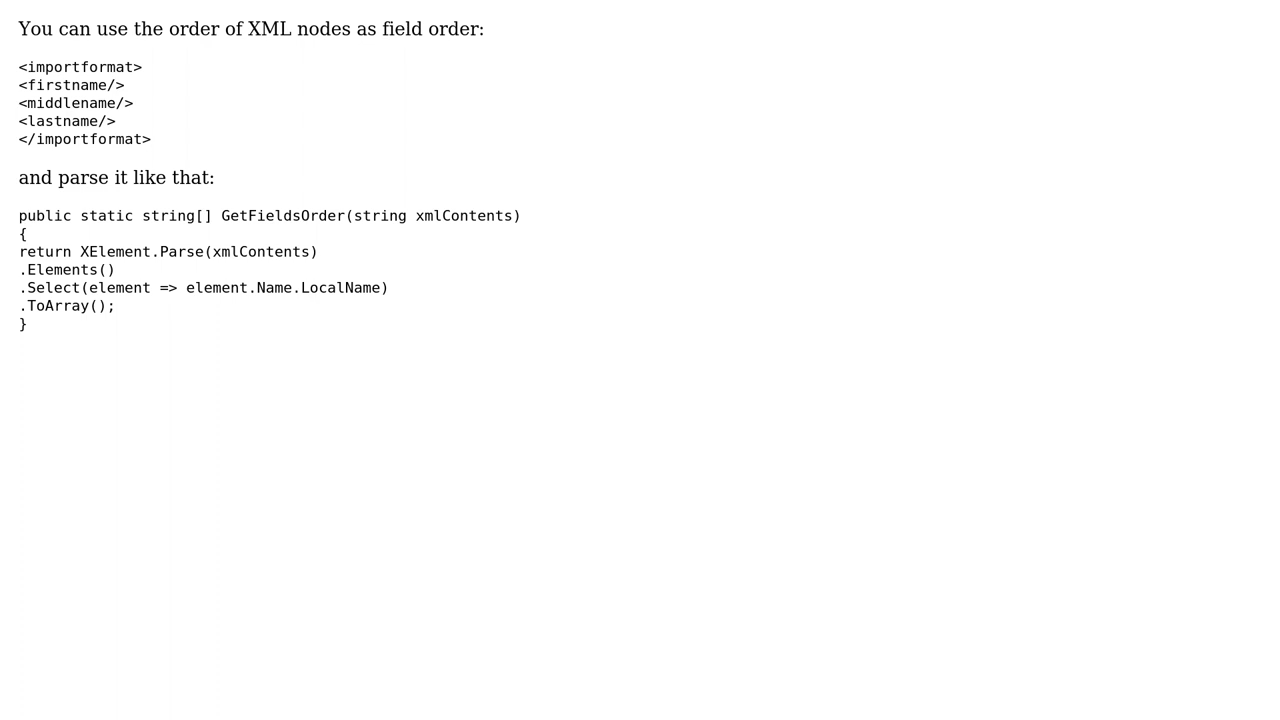 You can use the order of XML nodes as field order:
<importformat>
<firstname/>
<middlename/>
<lastname/>
</importformat>
and parse it like that:
public static string[] GetFieldsOrder(string xmlContents)
{
return XElement.Parse(xmlContents)
.Elements()
.Select(element => element.Name.LocalName)
.ToArray();
}